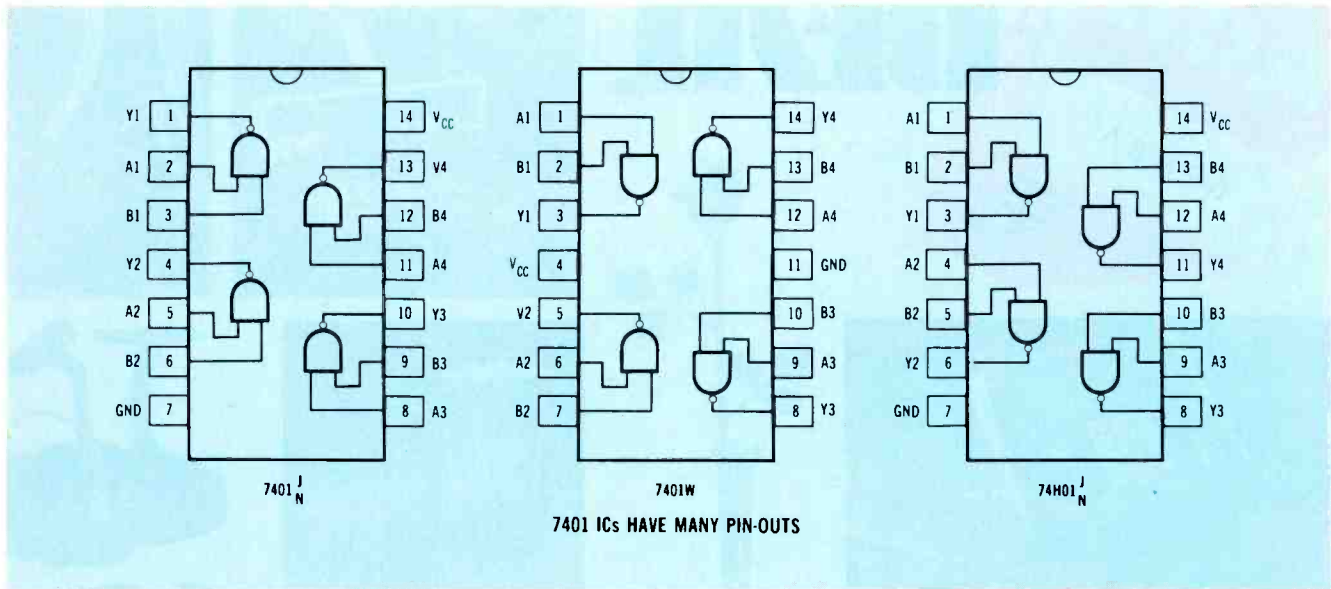 Y1 1
A1 2
B1 3
Y2 4
A2 5
B2 6
GND 7
14 VCC
13 V4
12 B4
11 A4
10 Y3
9 B3
8 A3
7401 J N
A1 1
B1 2
Y1 3
VCC 4
V2 5
A2 6
B2 7
14 Y4
13 B4
12 A4
11 GND
10 B3
9 A3
8 Y3
7401W
A1 1
B1 2
Y1 3
A2 4
B2 5
Y2 6
GND 7
14 VCC
13 B4
12 A4
11 Y4
10 B3
9 A3
8 Y3
74H01 J N
7401 ICs HAVE MANY PIN-OUTS